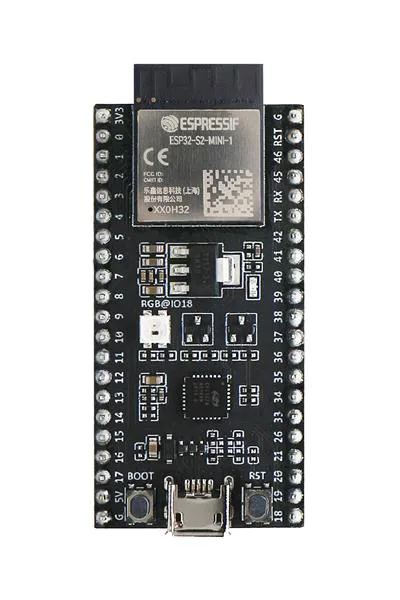 ESPRESSIF
ESP32-S2-MINI-1
CE
FCC ID:
CMIIT ID:
乐鑫信息科技 (上海)
股份有限公司
XX0H32
3V3
0
1
2
3
4
5
6
7
8
9
10
11
12
13
14
15
16
17
5V
G
G
RST
46
45
RX
TX
42
41
40
39
38
37
36
35
34
33
26
21
20
19
18
RGB@IO18
BOOT
RST